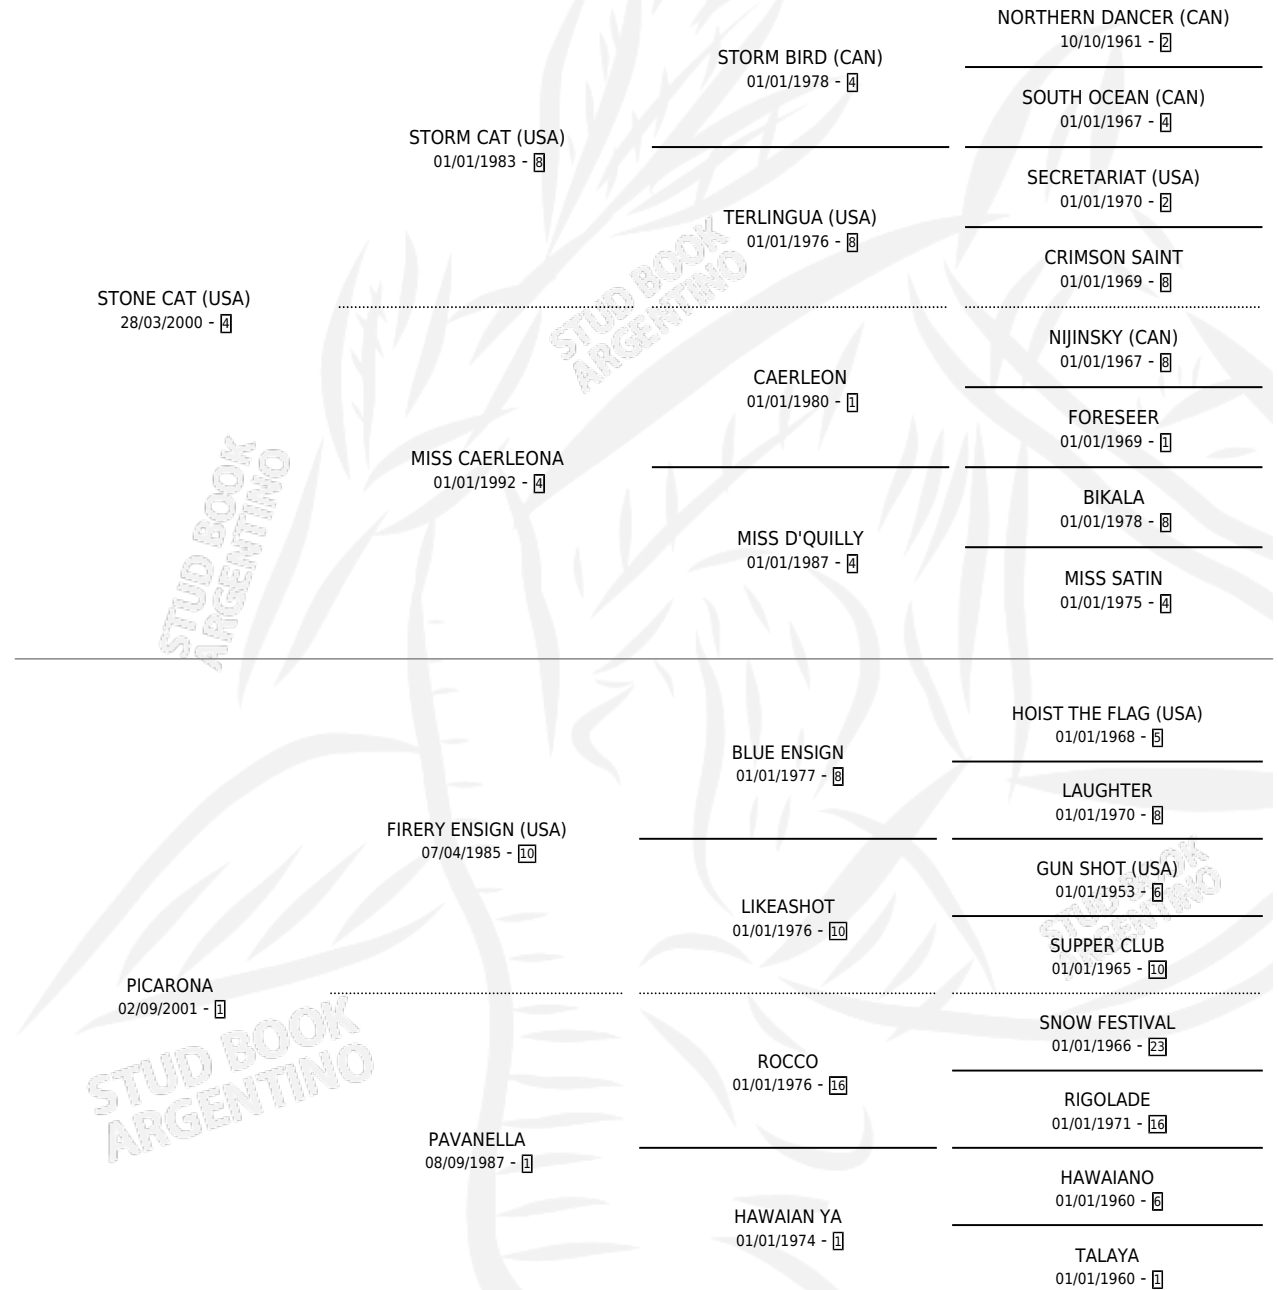 NORTHERN DANCER (CAN)
10/10/1961 - 2
STORM BIRD (CAN)
01/01/1978 - 4
SOUTH OCEAN (CAN)
01/01/1967 - 4
STORM CAT (USA)
01/01/1983 - 8
SECRETARIAT (USA)
01/01/1970 - 2
TERLINGUA (USA)
01/01/1976 - 8
CRIMSON SAINT
01/01/1969 - 8
STONE CAT (USA)
28/03/2000 - 4
NIJINSKY (CAN)
01/01/1967 - 8
CAERLEON
01/01/1980 - 1
FORESEER
01/01/1969 - 1
MISS CAERLEONA
01/01/1992 - 4
BIKALA
01/01/1978 - 8
MISS D'QUILLY
01/01/1987 - 4
MISS SATIN
01/01/1975 - 4
HOIST THE FLAG (USA)
01/01/1968 - 5
BLUE ENSIGN
01/01/1977 - 8
LAUGHTER
01/01/1970 - 8
FIRERY ENSIGN (USA)
07/04/1985 - 10
GUN SHOT (USA)
01/01/1953 - 6
LIKEASHOT
01/01/1976 - 10
SUPPER CLUB
01/01/1965 - 10
PICARONA
02/09/2001 - 1
SNOW FESTIVAL
01/01/1966 - 23
ROCCO
01/01/1976 - 16
RIGOLADE
01/01/1971 - 16
PAVANELLA
08/09/1987 - 1
HAWAIANO
01/01/1960 - 6
HAWAIAN YA
01/01/1974 - 1
TALAYA
01/01/1960 - 1
STUD BOOK
ARGENTINO
STUD BOOK
ARGENTINO
STUD BOOK
ARGENTINO
STUD BOOK
ARGENTINO